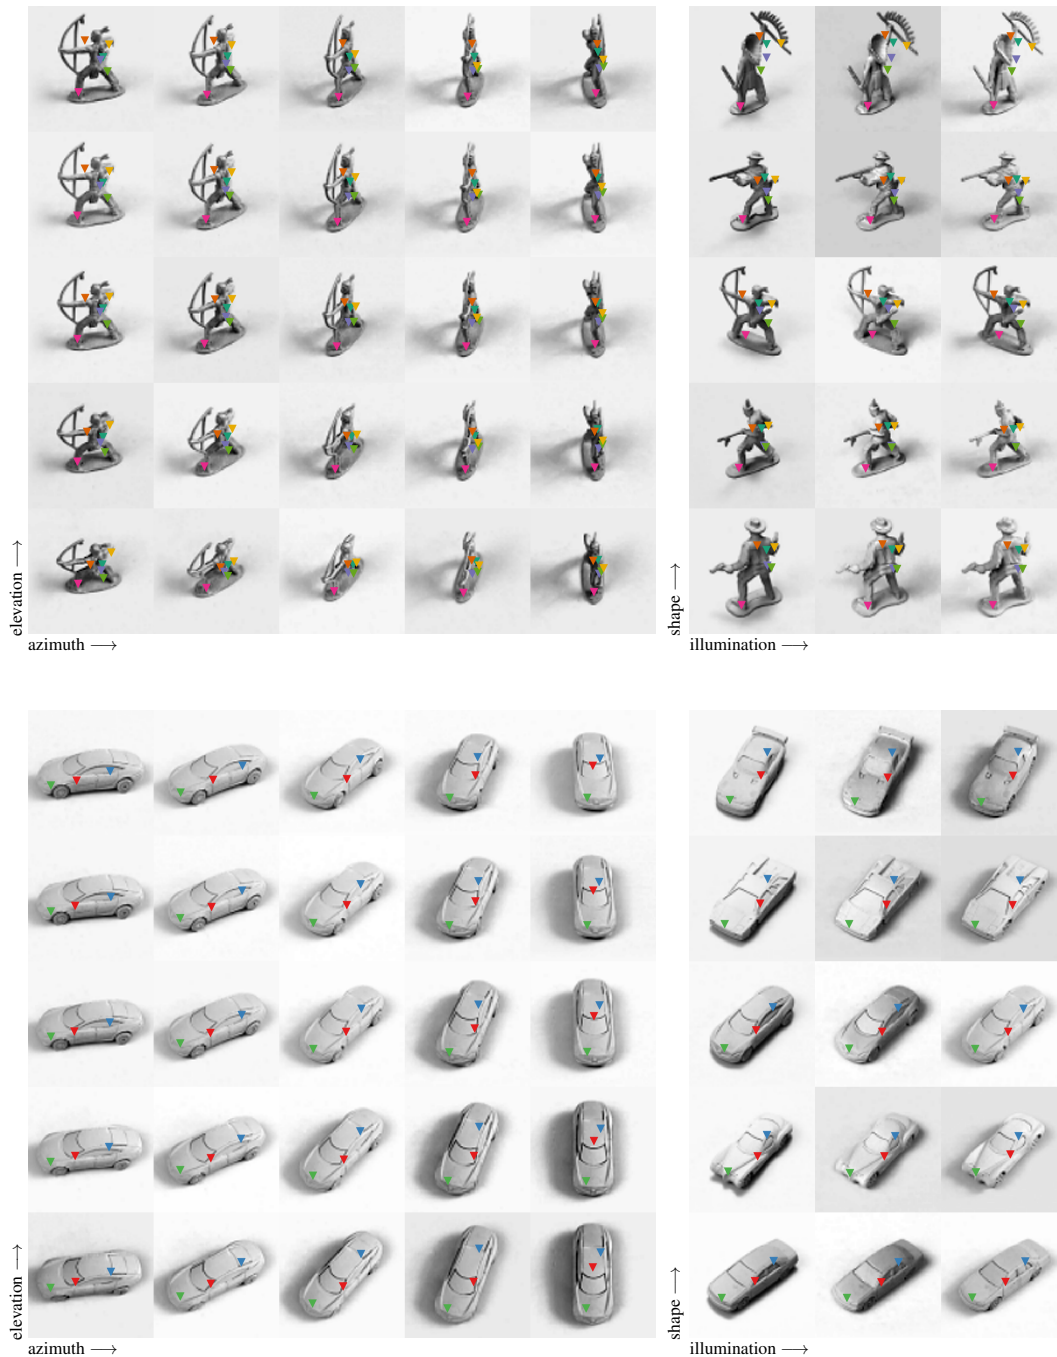 elevation ⟶
azimuth ⟶
shape ⟶
illumination ⟶
elevation ⟶
azimuth ⟶
shape ⟶
illumination ⟶